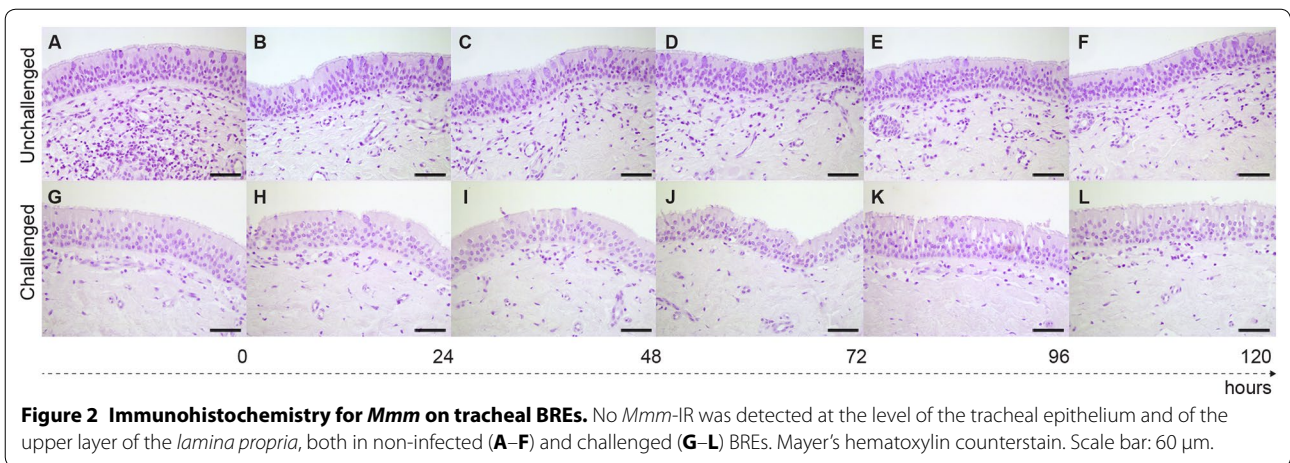 A B C D E F
Unchallenged
G H I J K L
Challenged
0 24 48 72 96 120
hours
Figure 2 Immunohistochemistry for Mmm on tracheal BREs. No Mmm-IR was detected at the level of the tracheal epithelium and of the
upper layer of the lamina propria, both in non-infected (A–F) and challenged (G–L) BREs. Mayer's hematoxylin counterstain. Scale bar: 60 μm.